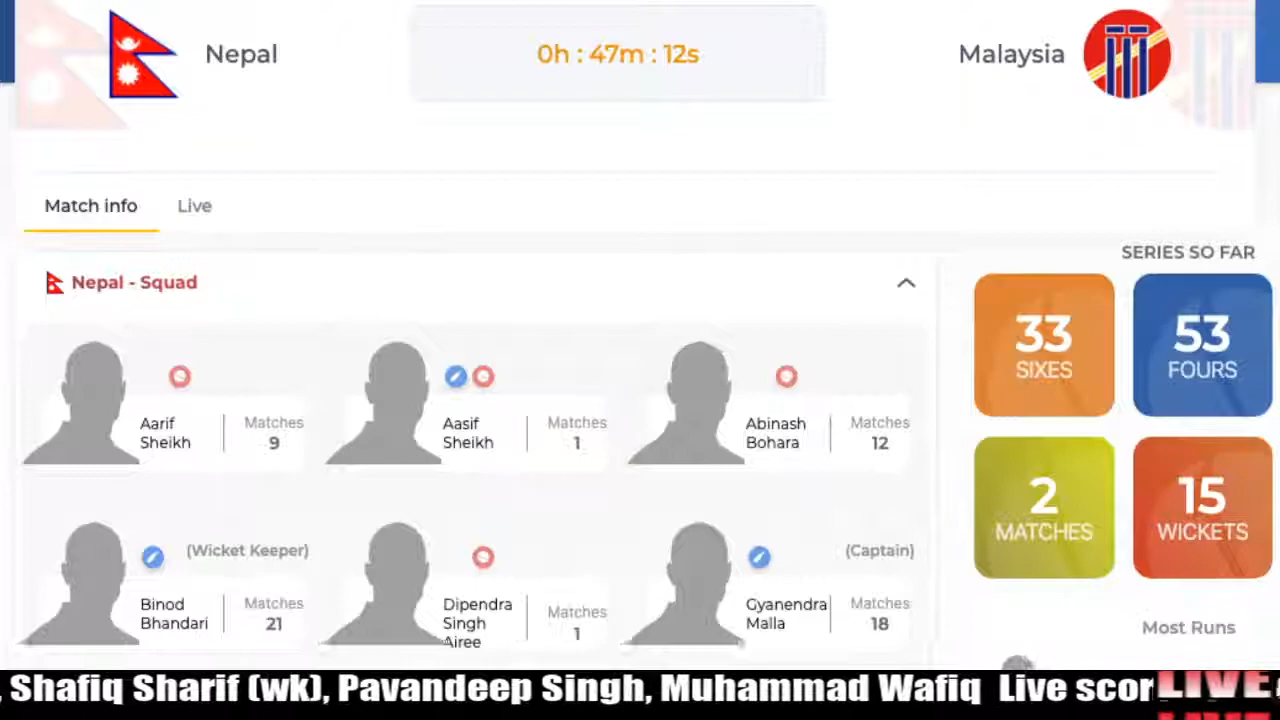 Nepal
0h : 47m : 12s
Malaysia
Match info
Live
SERIES SO FAR
Nepal - Squad
33
SIXES
53
FOURS
Aarif
Sheikh
Matches
9
Aasif
Sheikh
Matches
1
Abinash
Bohara
Matches
12
2
MATCHES
15
WICKETS
(Wicket Keeper)
Binod
Bhandari
Matches
21
Dipendra
Singh
Airee
Matches
1
(Captain)
Gyanendra
Malla
Matches
18
Most Runs
, Shafiq Sharif (wk), Pavandeep Singh, Muhammad Wafiq Live scor
LIVE